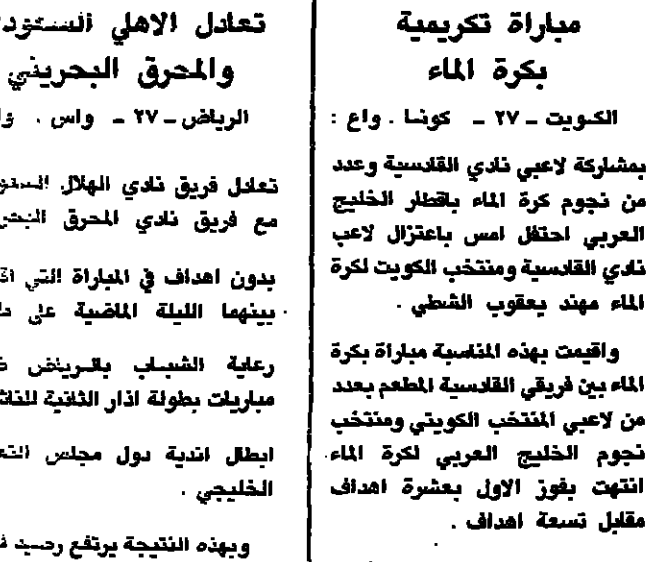 مباراة تكريمية
بكرة الماء
الكويت ـ ٢٧ ـ كونا . واع :
بمشاركة لاعبي نادي القادسية وعدد
من نجوم كرة الماء باقطار الخليج
العربي احتفل امس باعتزال لاعب
نادي القادسية ومنتخب الكويت لكرة
الماء مهند يعقوب الشطي .
واقيمت بهذه المناسبة مباراة بكرة
الماء بين فريقي القادسية المطعم بعدد
من لاعبي المنتخب الكويتي ومنتخب
نجوم الخليج العربي لكرة الماء
انتهت بفوز الاول بعشرة اهداف
مقابل تسعة اهداف .
تعادل الاهلي
والمحرق البحريني
الرياض ـ ٢٧ ـ واس .
تعادل فريق نادي الهلال
مع فريق نادي المحرق
بدون اهداف في المباراة التي
بينهما الليلة الماضية على
رعاية الشباب بالرياض
مباريات بطولة اذار الثانية
ابطال اندية دول مجلس
الخليجي .
وبهذه النتيجة يرتفع رصيد